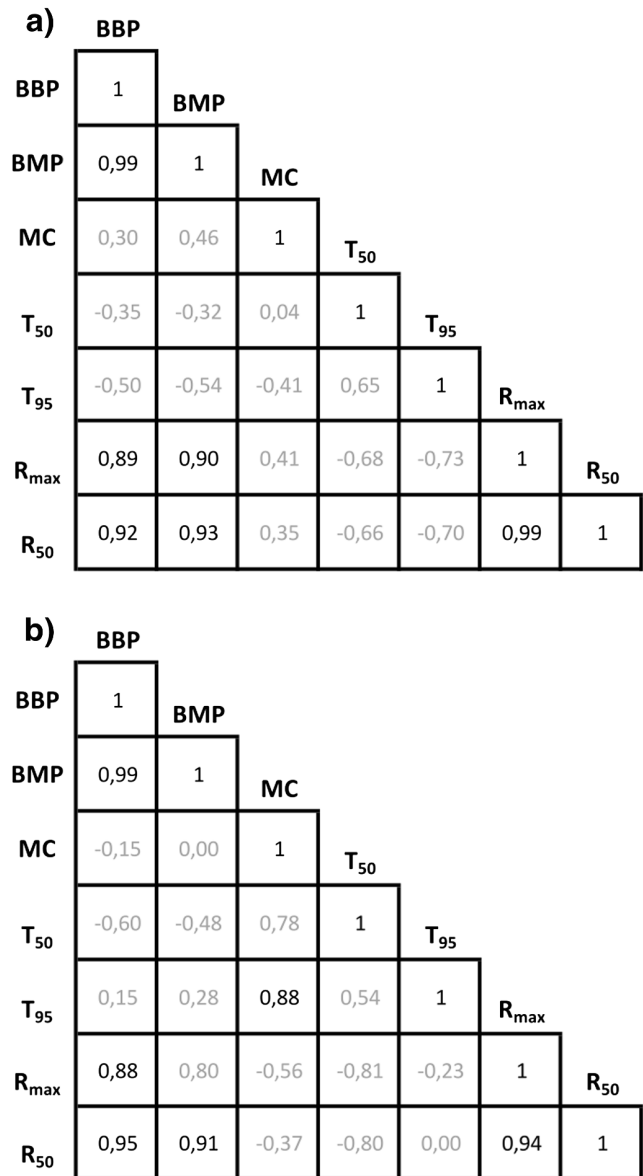 a)
BBP
BBP 1 BMP
BMP 0,99 1 MC
MC 0,30 0,46 1 T50
T50 -0,35 -0,32 0,04 1 T95
T95 -0,50 -0,54 -0,41 0,65 1 Rmax
Rmax 0,89 0,90 0,41 -0,68 -0,73 1 R50
R50 0,92 0,93 0,35 -0,66 -0,70 0,99 1
b)
BBP
BBP 1 BMP
BMP 0,99 1 MC
MC -0,15 0,00 1 T50
T50 -0,60 -0,48 0,78 1 T95
T95 0,15 0,28 0,88 0,54 1 Rmax
Rmax 0,88 0,80 -0,56 -0,81 -0,23 1 R50
R50 0,95 0,91 -0,37 -0,80 0,00 0,94 1